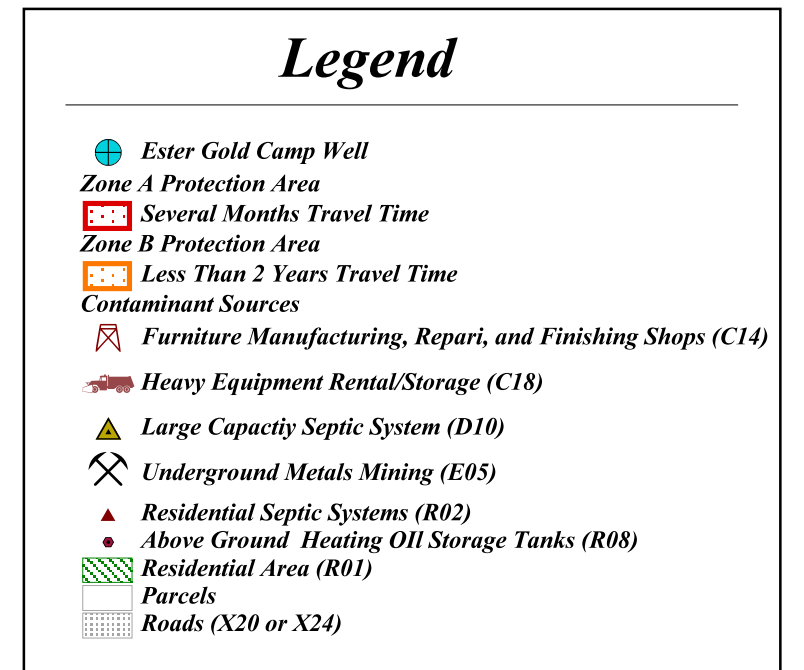 Legend
Ester Gold Camp Well
Zone A Protection Area
Several Months Travel Time
Zone B Protection Area
Less Than 2 Years Travel Time
Contaminant Sources
Furniture Manufacturing, Repari, and Finishing Shops (C14)
Heavy Equipment Rental/Storage (C18)
Large Capactiy Septic System (D10)
Underground Metals Mining (E05)
Residential Septic Systems (R02)
Above Ground  Heating OIl Storage Tanks (R08)
Residential Area (R01)
Parcels
Roads (X20 or X24)